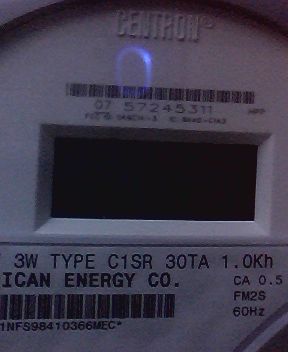 CENTRON®
07 57245311
3W TYPE C1SR 30TA 1.0Kh
ICAN ENERGY CO.
CA 0.5
FM2S
60Hz
1NFS98410366MEC*